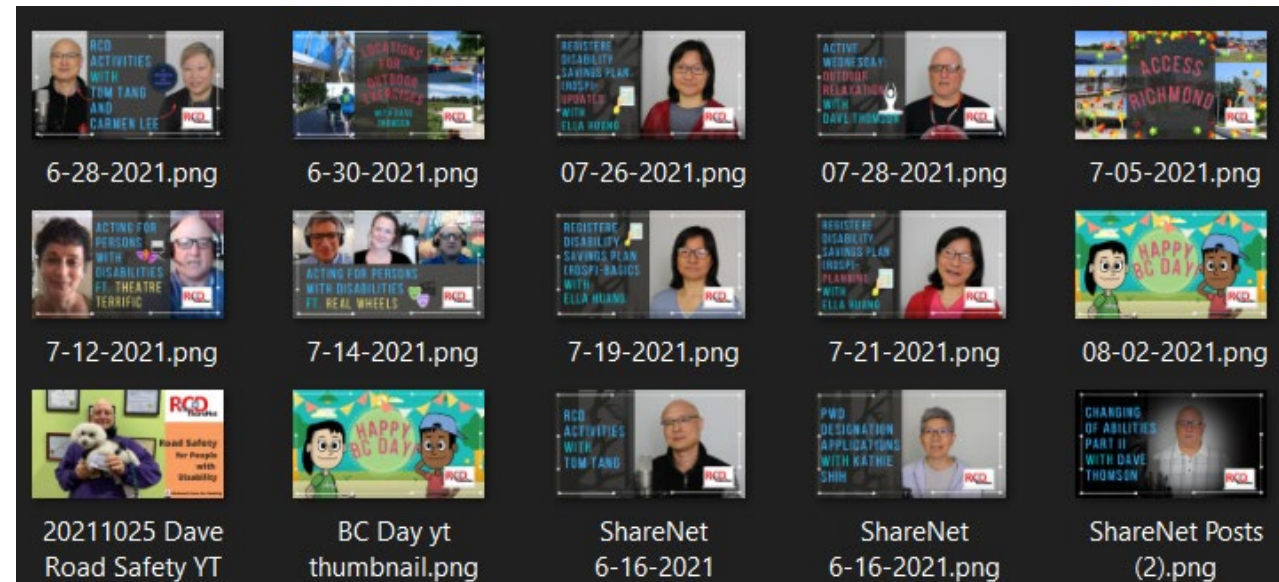 RCD
ACTIVITIES
WITH
TOM TANG
AND
CARMEN LEE
RCD
6-28-2021.png
LOCATIONS
FOR
OUTDOOR
EXERCISES
WITH DAVE
THOMSON
RCD
6-30-2021.png
REGISTERE
DISABILITY
SAVINGS PLAN
(RDSP)-
UPDATED
WITH
ELLA HUANG
RCD
07-26-2021.png
ACTIVE
WEDNESDAY:
OUTDOOR
RELAXATION
WITH
DAVE THOMSON
RCD
07-28-2021.png
ACCESS
RICHMOND
RCD
7-05-2021.png
ACTING FOR
PERSONS
WITH
DISABILITIES
FT. THEATRE
TERRIFIC
RCD
7-12-2021.png
ACTING FOR PERSONS
WITH DISABILITIES
FT. REAL WHEELS
RCD
7-14-2021.png
REGISTERE
DISABILITY
SAVINGS PLAN
(RDSP)-BASICS
WITH
ELLA HUANG
RCD
7-19-2021.png
REGISTERE
DISABILITY
SAVINGS PLAN
(RDSP)-
PLANNING
WITH
ELLA HUANG
RCD
7-21-2021.png
HAPPY
BC DAY
08-02-2021.png
RCD
ShareNet
Road Safety
for People
with
Disability
20211025 Dave
Road Safety YT
HAPPY
BC DAY
BC Day yt
thumbnail.png
RCD
ACTIVITIES
WITH
TOM TANG
RCD
ShareNet
6-16-2021
PWD
DESIGNATION
APPLICATIONS
WITH KATHIE
SHIH
RCD
ShareNet
6-16-2021.png
CHANGING
OF ABILITIES
PART II
WITH DAVE
THOMSON
RCD
ShareNet Posts
(2).png